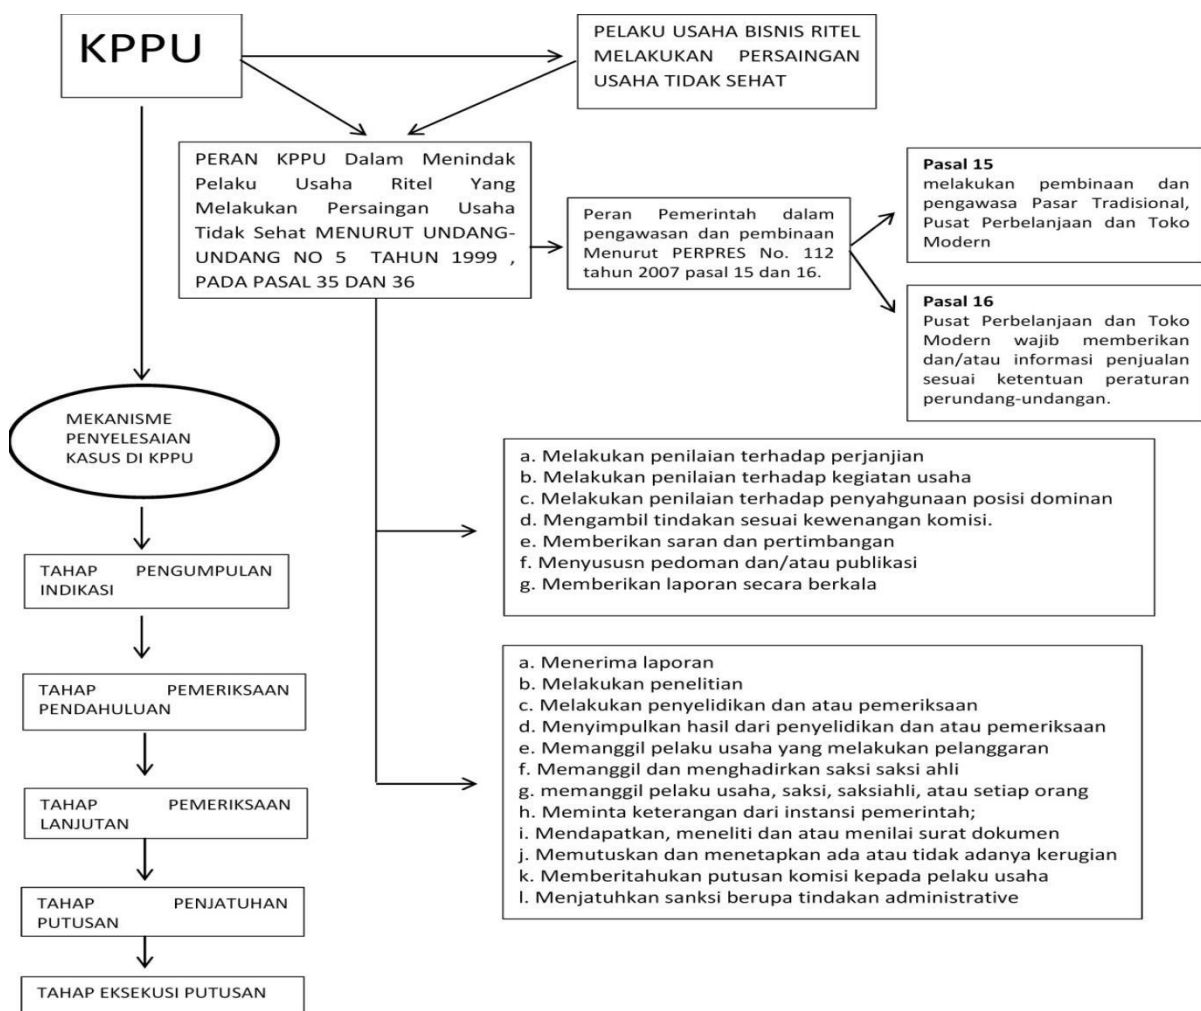 KPPU
PELAKU USAHA BISNIS RITEL
MELAKUKAN PERSAINGAN
USAHA TIDAK SEHAT
PERAN KPPU Dalam Menindak
Pelaku Usaha Ritel Yang
Melakukan Persaingan Usaha
Tidak Sehat MENURUT UNDANG-
UNDANG NO 5 TAHUN 1999 ,
PADA PASAL 35 DAN 36
Peran Pemerintah dalam
pengawasan dan pembinaan
Menurut PERPRES No. 112
tahun 2007 pasal 15 dan 16.
Pasal 15
melakukan pembinaan dan
pengawasa Pasar Tradisional,
Pusat Perbelanjaan dan Toko
Modern
Pasal 16
Pusat Perbelanjaan dan Toko
Modern wajib memberikan
dan/atau informasi penjualan
sesuai ketentuan peraturan
perundang-undangan.
MEKANISME
PENYELESAIAN
KASUS DI KPPU
TAHAP PENGUMPULAN
INDIKASI
TAHAP PEMERIKSAAN
PENDAHULUAN
TAHAP PEMERIKSAAN
LANJUTAN
TAHAP PENJATUHAN
PUTUSAN
TAHAP EKSEKUSI PUTUSAN
a. Melakukan penilaian terhadap perjanjian
b. Melakukan penilaian terhadap kegiatan usaha
c. Melakukan penilaian terhadap penyahgunaan posisi dominan
d. Mengambil tindakan sesuai kewenangan komisi.
e. Memberikan saran dan pertimbangan
f. Menyususn pedoman dan/atau publikasi
g. Memberikan laporan secara berkala
a. Menerima laporan
b. Melakukan penelitian
c. Melakukan penyelidikan dan atau pemeriksaan
d. Menyimpulkan hasil dari penyelidikan dan atau pemeriksaan
e. Memanggil pelaku usaha yang melakukan pelanggaran
f. Memanggil dan menghadirkan saksi saksi ahli
g. memanggil pelaku usaha, saksi, saksiahli, atau setiap orang
h. Meminta keterangan dari instansi pemerintah;
i. Mendapatkan, meneliti dan atau menilai surat dokumen
j. Memutuskan dan menetapkan ada atau tidak adanya kerugian
k. Memberitahukan putusan komisi kepada pelaku usaha
l. Menjatuhkan sanksi berupa tindakan administrative